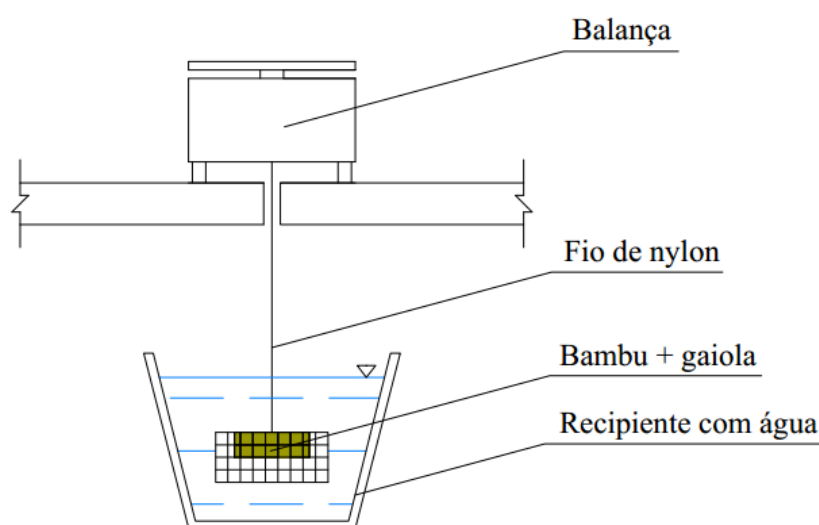 Balança
Fio de nylon
Bambu + gaiola
Recipiente com água